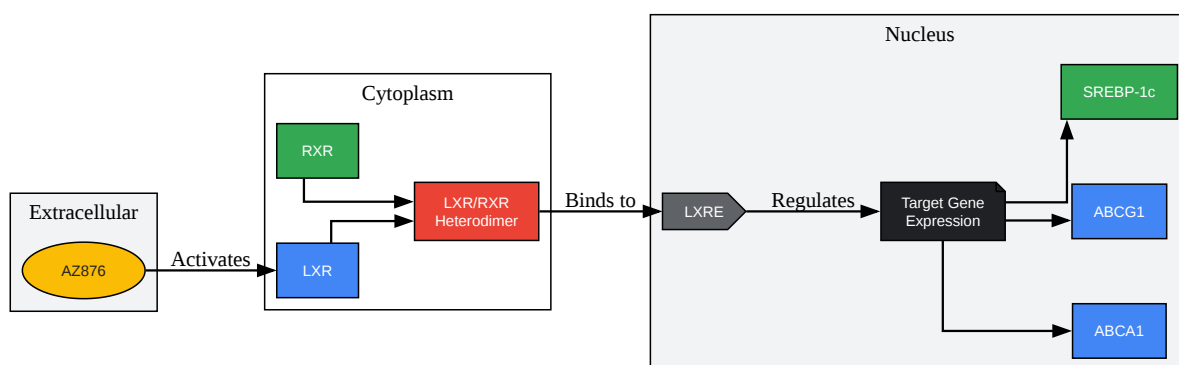 Extracellular
AZ876
Activates
Cytoplasm
RXR
LXR
LXR/RXR
Heterodimer
Binds to
Nucleus
LXRE
Regulates
Target Gene
Expression
SREBP-1c
ABCG1
ABCA1